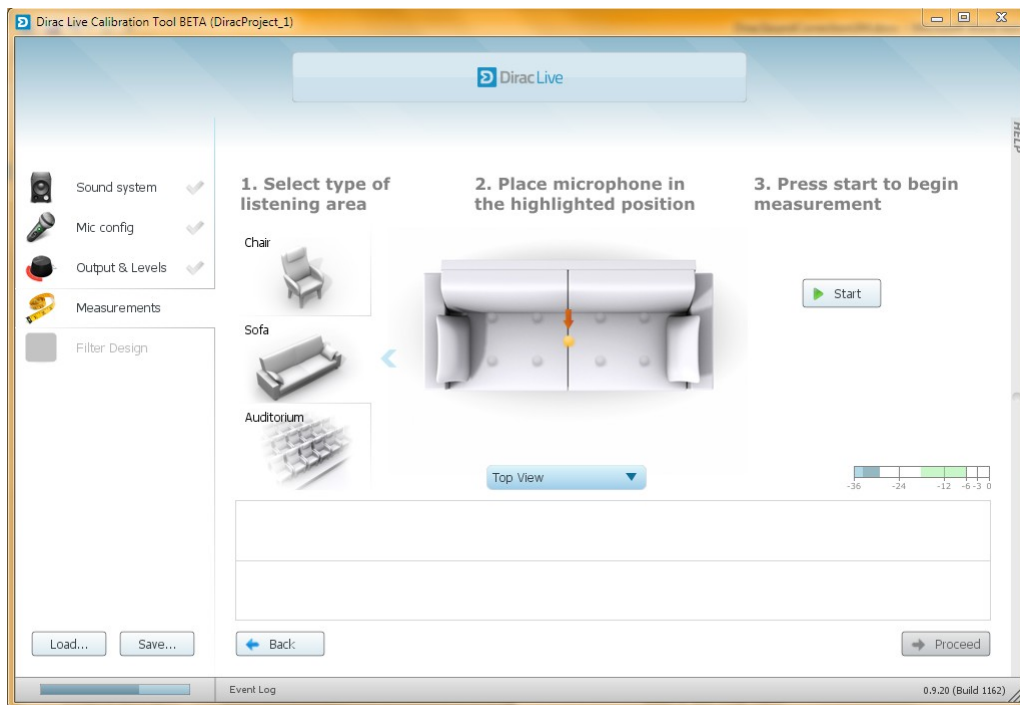 Dirac Live Calibration Tool BETA (DiracProject_1)
Dirac Live
HELP
Sound system
Mic config
Output & Levels
Measurements
Filter Design
1. Select type of
listening area
2. Place microphone in
the highlighted position
3. Press start to begin
measurement
Chair
Sofa
Auditorium
Start
Top View
-36 -24 -12 -6 -3 0
Load...
Save...
Back
Proceed
Event Log
0.9.20 (Build 1162)